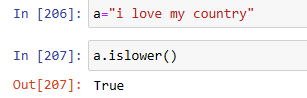 In [206]: a="i love my country"
In [207]: a.islower()
Out[207]: True